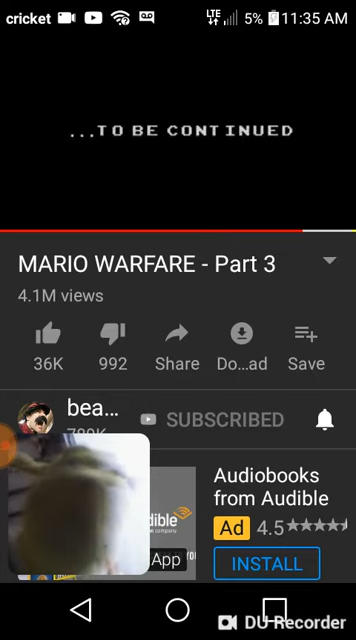 cricket LTE 5% 11:35 AM
...TO BE CONTINUED
MARIO WARFARE - Part 3
4.1M views
36K 992 Share Do...ad Save
bea... SUBSCRIBED
Audiobooks
from Audible
Ad 4.5
App INSTALL
DU Recorder